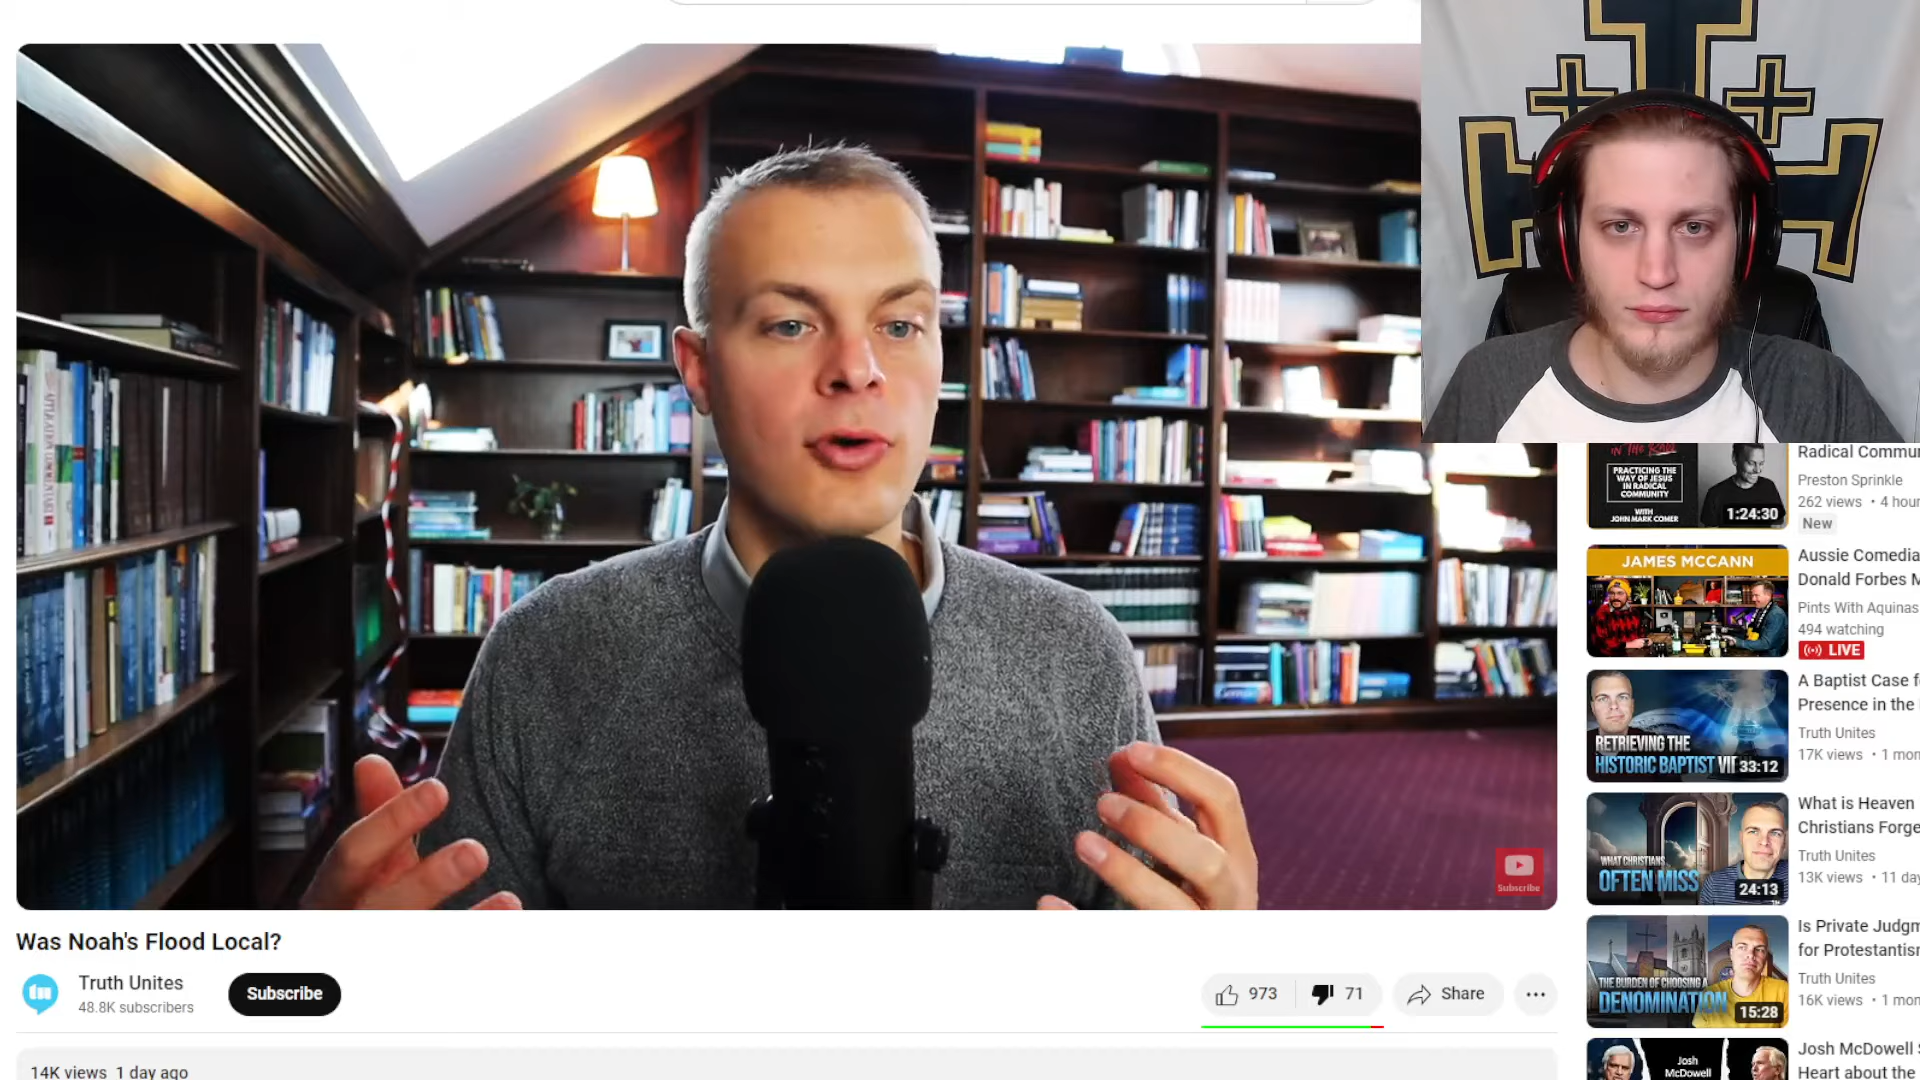 Subscribe
Was Noah's Flood Local?
Truth Unites
48.8K subscribers
Subscribe
973
71
Share
14K views 1 day ago
IN THE
PRACTICING THE
WAY OF JESUS
IN RADICAL
COMMUNITY
WITH
JOHN MARK COMER
1:24:30
Radical Commu
Preston Sprinkle
262 views • 4 hour
New
JAMES MCCANN
Aussie Comedia
Donald Forbes M
Pints With Aquinas
494 watching
LIVE
RETRIEVING THE
HISTORIC BAPTIST VI
33:12
A Baptist Case f
Presence in the
Truth Unites
17K views • 1 mon
WHAT CHRISTIANS
OFTEN MISS
24:13
What is Heaven
Christians Forge
Truth Unites
13K views • 11 day
THE BURDEN OF CHOOSING A
DENOMINATION
15:28
Is Private Judgm
for Protestantis
Truth Unites
16K views • 1 mon
Josh
McDowell
Josh McDowell S
Heart about the